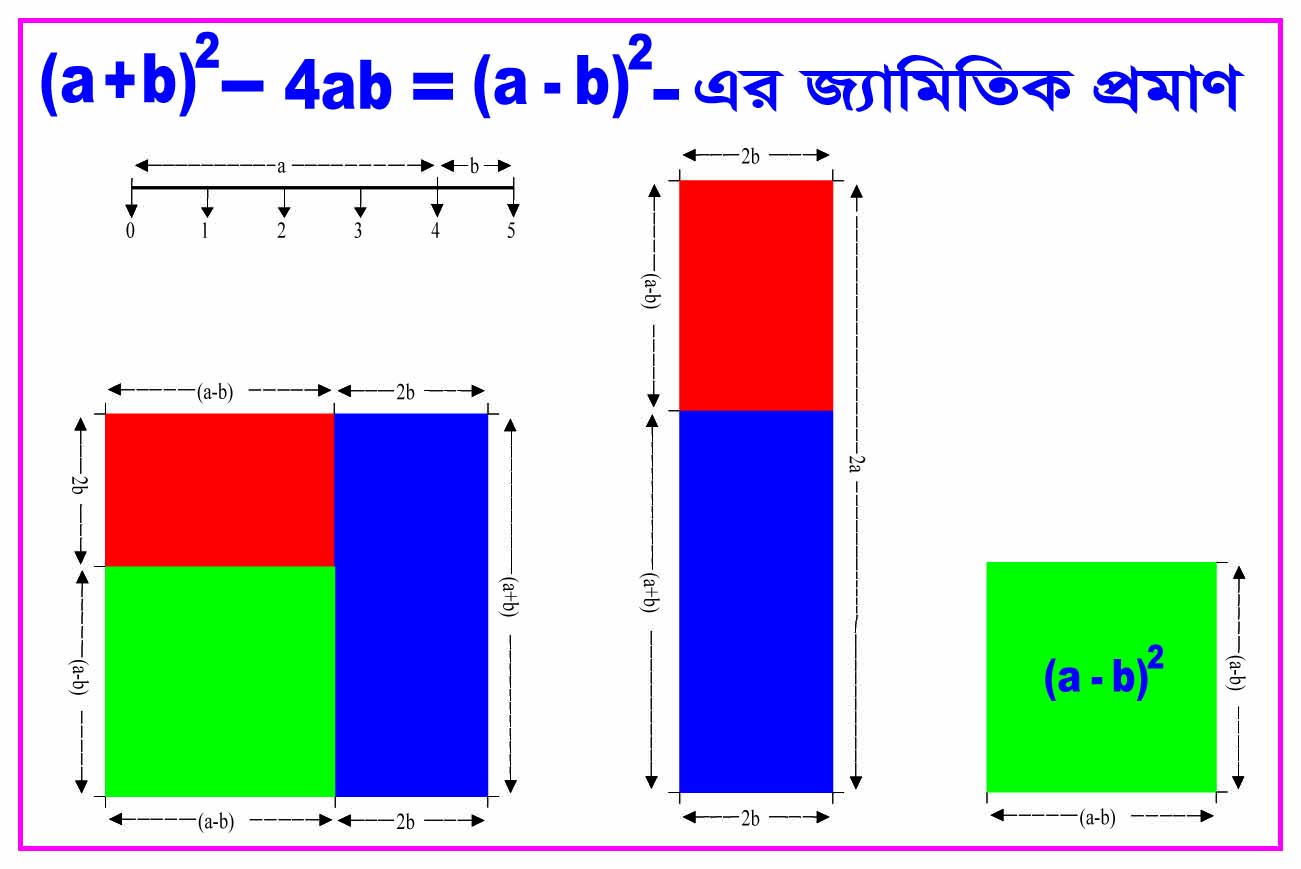 (a+b)² – 4ab = (a - b)² - এর জ্যামিতিক প্রমাণ
a b
0 1 2 3 4 5
2b
(a-b)
2a
(a+b)
2b
(a-b) 2b
2b
(a-b)
(a+b)
(a-b) 2b
(a - b)²
(a-b)
(a-b)